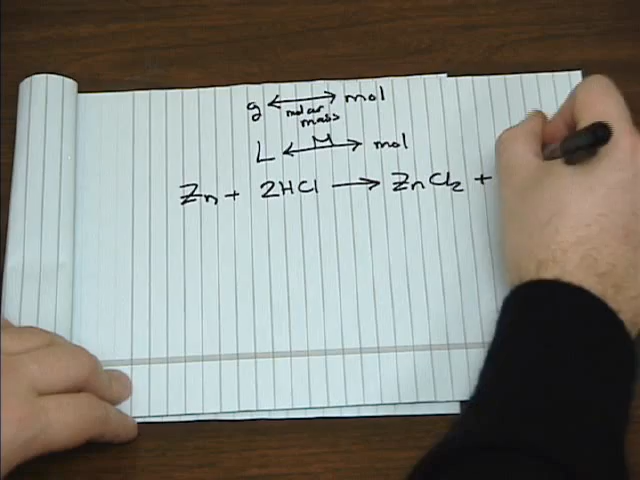 g ⟷ mol
molar
mass
L ⟷ mol
M
Zn + 2HCl ⟶ ZnCl2 +